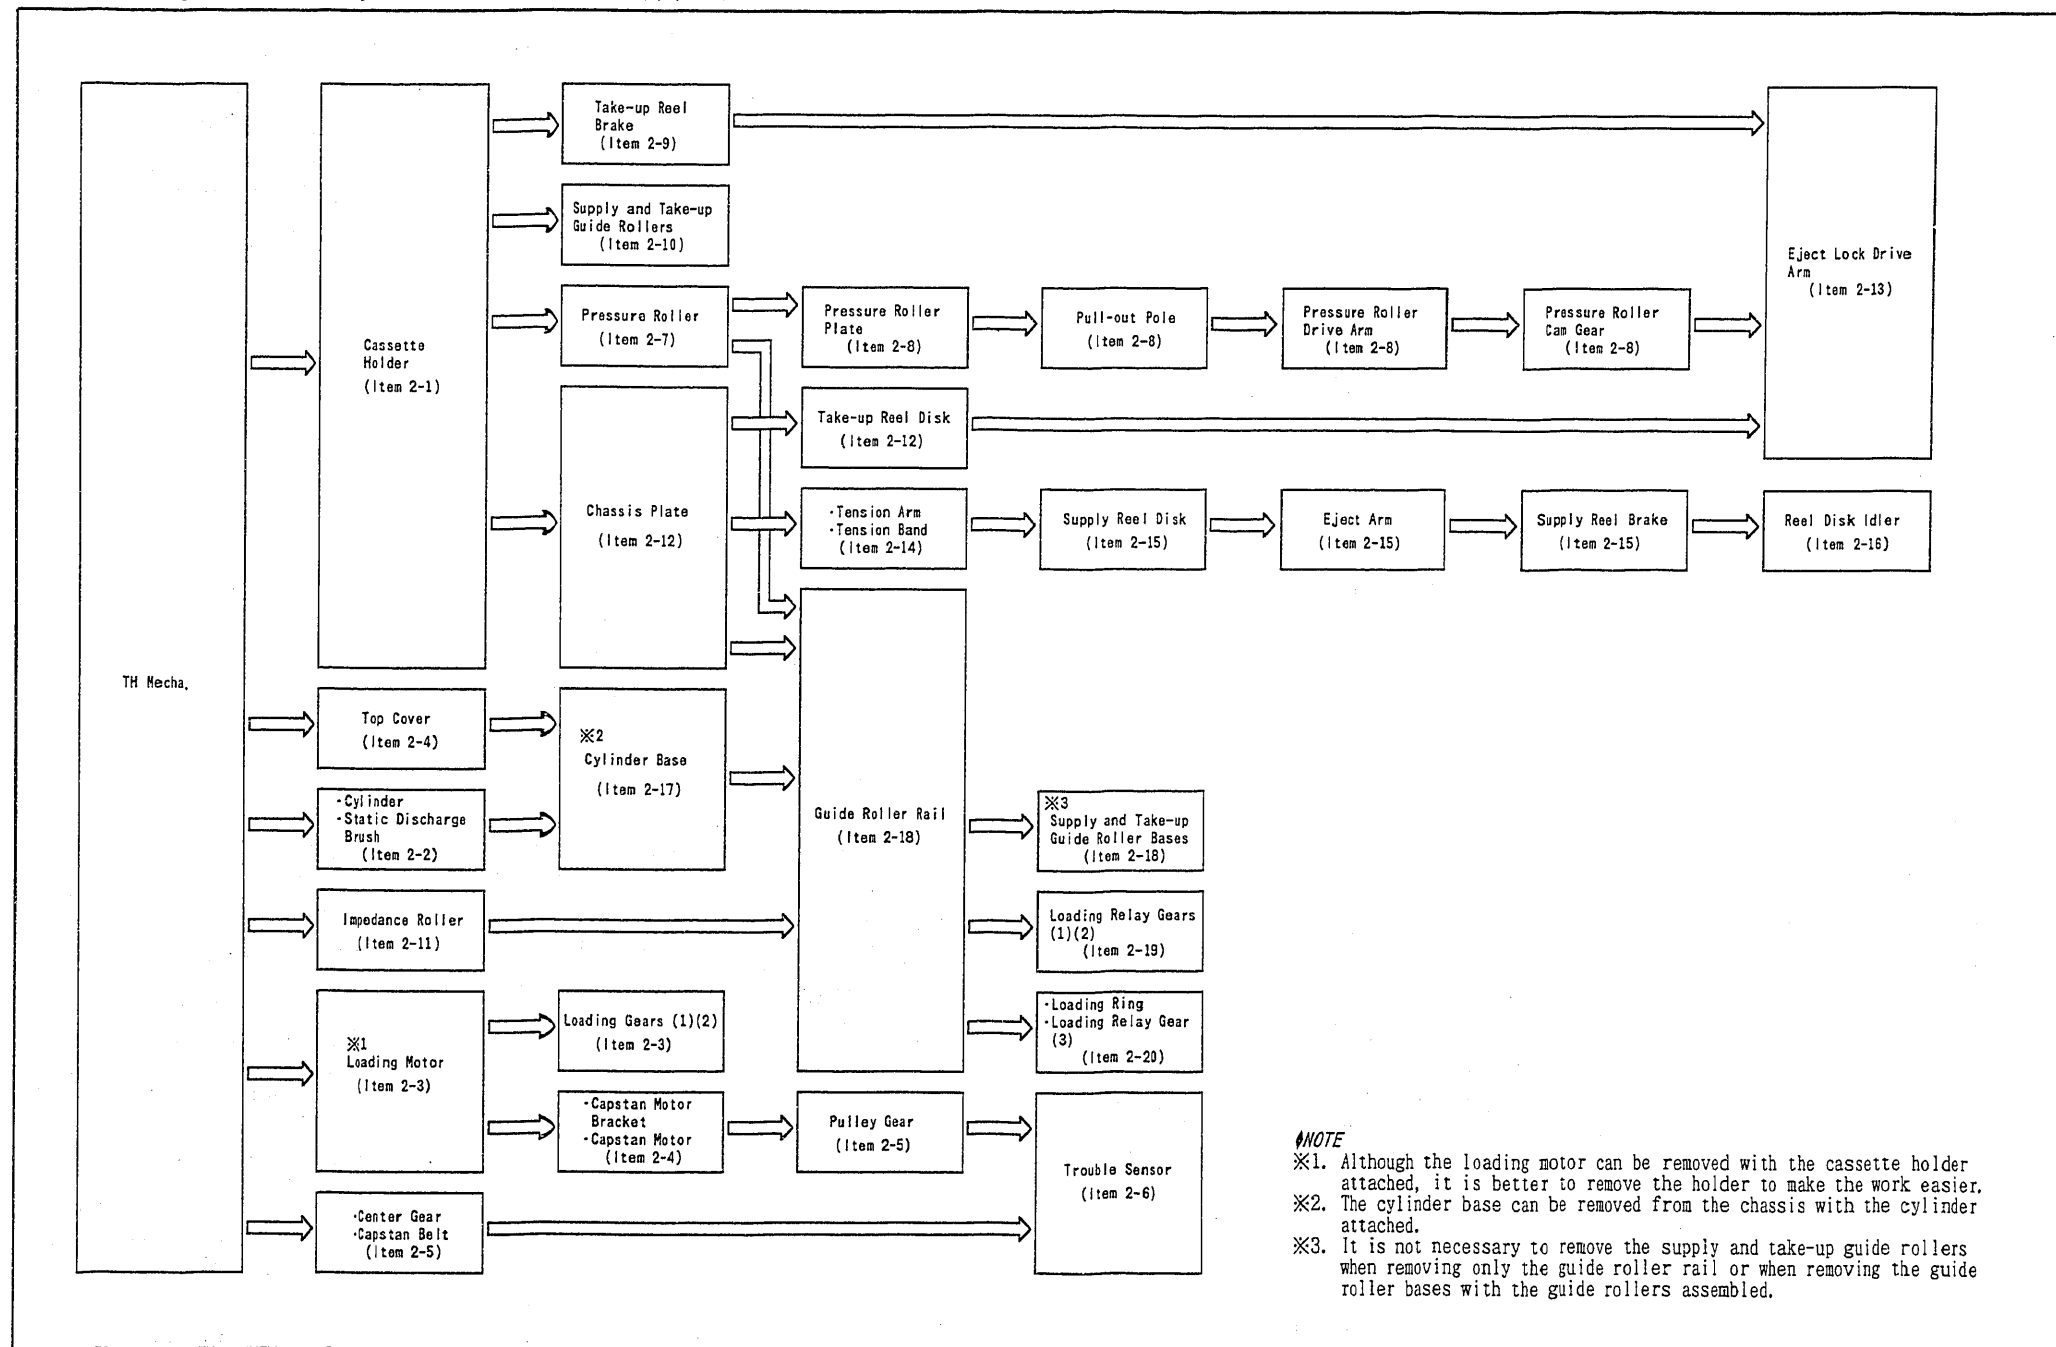 TH Mecha.
Cassette
Holder
(Item 2-1)
Top Cover
(Item 2-4)
·Cylinder
·Static Discharge
Brush
(Item 2-2)
Impedance Roller
(Item 2-11)
※1
Loading Motor
(Item 2-3)
·Center Gear
·Capstan Belt
(Item 2-5)
Take-up Reel
Brake
(Item 2-9)
Supply and Take-up
Guide Rollers
(Item 2-10)
Pressure Roller
(Item 2-7)
Chassis Plate
(Item 2-12)
※2
Cylinder Base
(Item 2-17)
Loading Gears (1)(2)
(Item 2-3)
·Capstan Motor
Bracket
·Capstan Motor
(Item 2-4)
Pressure Roller
Plate
(Item 2-8)
Take-up Reel Disk
(Item 2-12)
·Tension Arm
·Tension Band
(Item 2-14)
Guide Roller Rail
(Item 2-18)
Pulley Gear
(Item 2-5)
Pull-out Pole
(Item 2-8)
Supply Reel Disk
(Item 2-15)
※3
Supply and Take-up
Guide Roller Bases
(Item 2-18)
Loading Relay Gears
(1)(2)
(Item 2-19)
·Loading Ring
·Loading Relay Gear
(3)
(Item 2-20)
Trouble Sensor
(Item 2-6)
Pressure Roller
Drive Arm
(Item 2-8)
Eject Arm
(Item 2-15)
Pressure Roller
Cam Gear
(Item 2-8)
Supply Reel Brake
(Item 2-15)
Eject Lock Drive
Arm
(Item 2-13)
Reel Disk Idler
(Item 2-16)
NOTE
※1. Although the loading motor can be removed with the cassette holder
attached, it is better to remove the holder to make the work easier.
※2. The cylinder base can be removed from the chassis with the cylinder
attached.
※3. It is not necessary to remove the supply and take-up guide rollers
when removing only the guide roller rail or when removing the guide
roller bases with the guide rollers assembled.